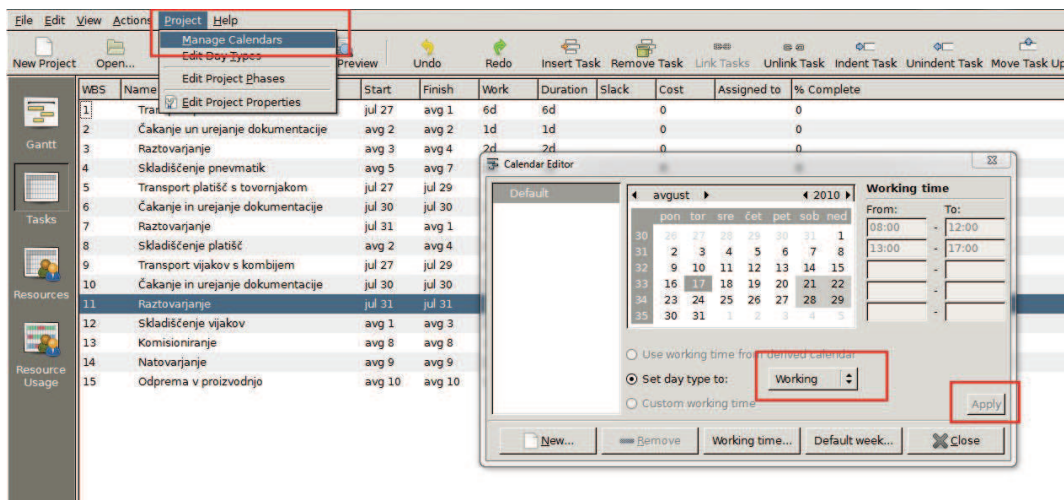 File Edit View Actions Project Help
Manage Calendars
Edit Day Types
Edit Project Phases
Edit Project Properties
New Project Open... Preview Undo Redo Insert Task Remove Task Link Tasks Unlink Task Indent Task Unindent Task Move Task Up
WBS Name Start Finish Work Duration Slack Cost Assigned to % Complete
1 jul 27 avg 1 6d 6d 0 0
2 Čakanje un urejanje dokumentacije avg 2 avg 2 1d 1d 0 0
3 Raztovarjanje avg 3 avg 4 2d 2d 0 0
4 Skladiščenje pnevmatik avg 5 avg 7
5 Transport platišč s tovornjakom jul 27 jul 29
6 Čakanje in urejanje dokumentacije jul 30 jul 30
7 Raztovarjanje jul 31 avg 1
8 Skladiščenje platišč avg 2 avg 4
9 Transport vijakov s kombijem jul 27 jul 29
10 Čakanje in urejanje dokumentacije jul 30 jul 30
11 Raztovarjanje jul 31 jul 31
12 Skladiščenje vijakov avg 1 avg 3
13 Komisioniranje avg 8 avg 8
14 Natovarjanje avg 9 avg 9
15 Odprema v proizvodnjo avg 10 avg 10
Gantt
Tasks
Resources
Resource
Usage
Calendar Editor
Default
avgust 2010
pon tor sre čet pet sob ned
30 26 27 28 29 30 31 1
31 2 3 4 5 6 7 8
32 9 10 11 12 13 14 15
33 16 17 18 19 20 21 22
34 23 24 25 26 27 28 29
35 30 31 1 2 3 4 5
Working time
From: To:
08:00 - 12:00
13:00 - 17:00
-
-
-
Use working time from derived calendar
Set day type to: Working
Custom working time
Apply
New... Remove Working time... Default week... Close